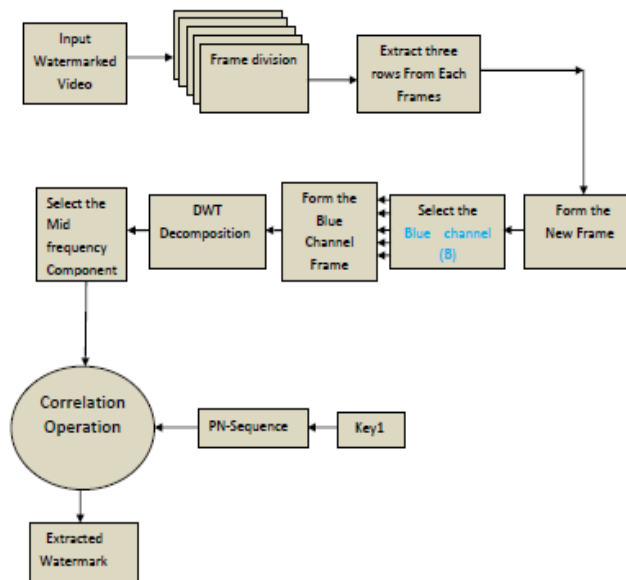 Input
Watermarked
Video
Frame division
Extract three
rows From Each
Frames
Select the
Mid
frequency
Component
DWT
Decomposition
Form the
Blue
Channel
Frame
Select the
Blue channel
(B)
Form the
New Frame
Correlation
Operation
PN-Sequence
Key1
Extracted
Watermark